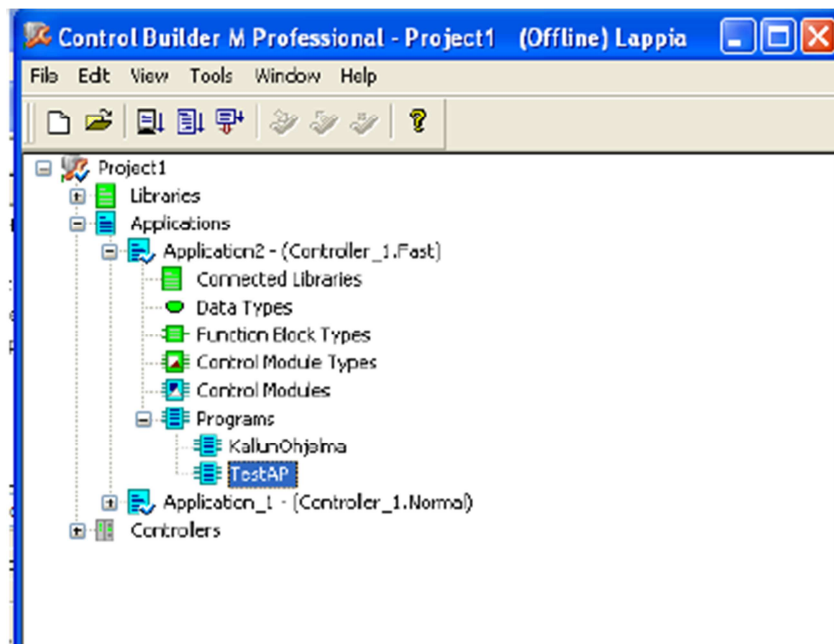 Control Builder M Professional - Project1 (Offline) Lappia
File Edit View Tools Window Help
Project1
Libraries
Applications
Application2 - (Controller_1.Fast)
Connected Libraries
Data Types
Function Block Types
Control Module Types
Control Modules
Programs
KallunOhjelma
TestAP
Application_1 - (Controller_1.Normal)
Controllers